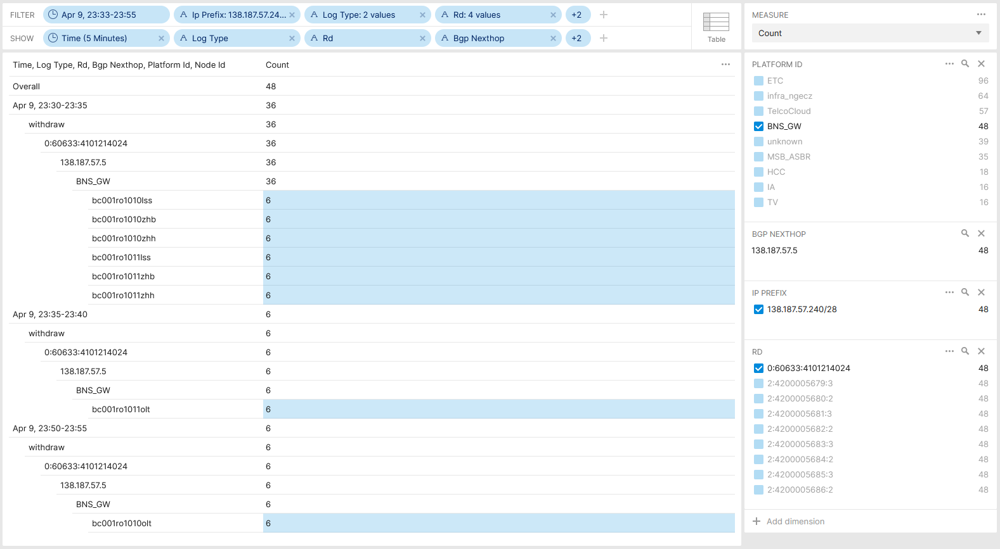 FILTER Apr 9, 23:33-23:55 Ip Prefix: 138.187.57.24... Log Type: 2 values Rd: 4 values +2
SHOW Time (5 Minutes) Log Type Rd Bgp Nexthop +2
Table
Time, Log Type, Rd, Bgp Nexthop, Platform Id, Node Id Count
Overall 48
Apr 9, 23:30-23:35 36
withdraw 36
0:60633:4101214024 36
138.187.57.5 36
BNS_GW 36
bc001ro1010lss 6
bc001ro1010zhb 6
bc001ro1010zhh 6
bc001ro1011lss 6
bc001ro1011zhb 6
bc001ro1011zhh 6
Apr 9, 23:35-23:40 6
withdraw 6
0:60633:4101214024 6
138.187.57.5 6
BNS_GW 6
bc001ro1011olt 6
Apr 9, 23:50-23:55 6
withdraw 6
0:60633:4101214024 6
138.187.57.5 6
BNS_GW 6
bc001ro1010olt 6
MEASURE
Count
PLATFORM ID
ETC 96
infra_ngecz 64
TelcoCloud 57
BNS_GW 48
unknown 39
MSB_ASBR 35
HCC 18
IA 16
TV 16
BGP NEXTHOP
138.187.57.5 48
IP PREFIX
138.187.57.240/28 48
RD
0:60633:4101214024 48
2:4200005679:3 48
2:4200005680:2 48
2:4200005681:3 48
2:4200005682:2 48
2:4200005683:3 48
2:4200005684:2 48
2:4200005685:3 48
2:4200005686:2 48
Add dimension